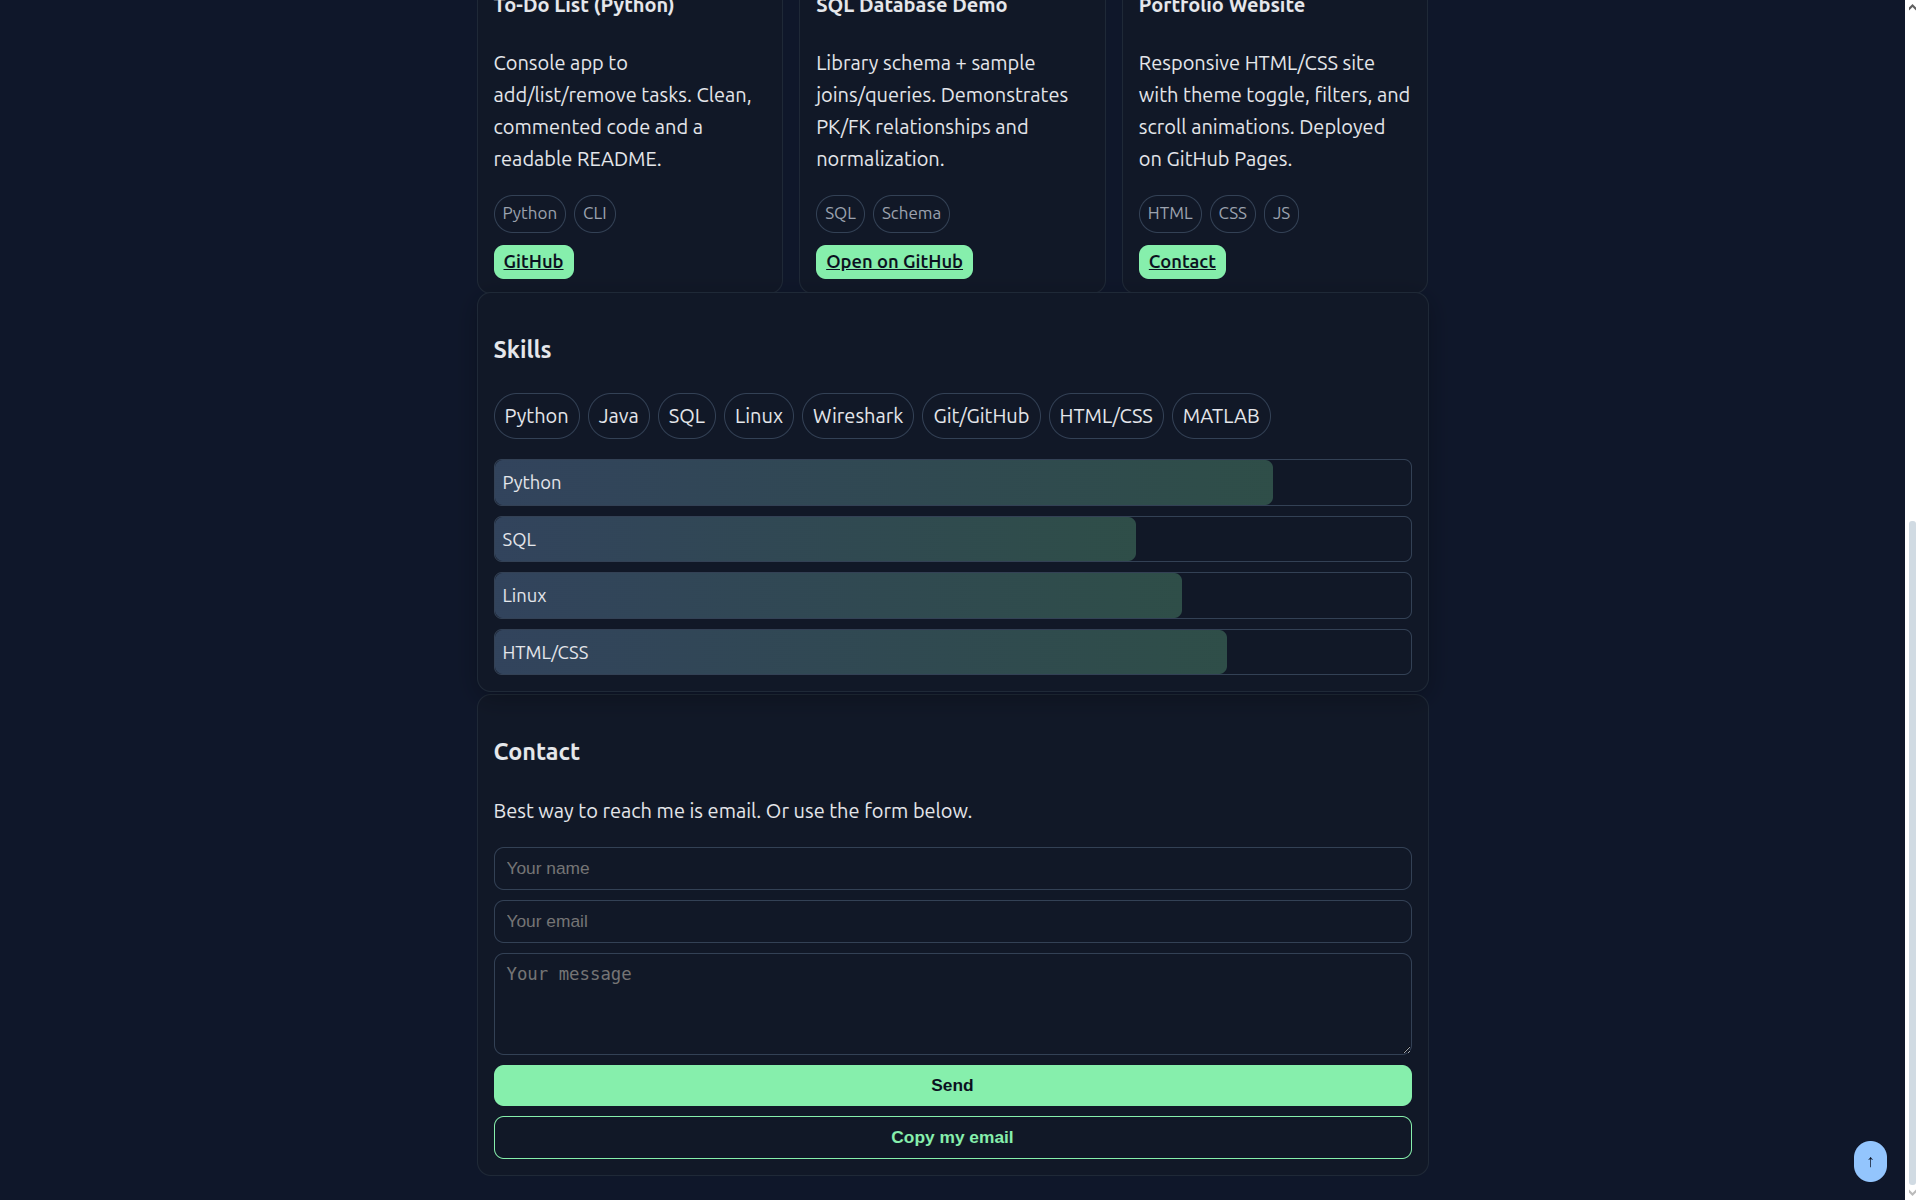 To-Do List (Python)
Console app to
add/list/remove tasks. Clean,
commented code and a
readable README.
Python CLI
GitHub
SQL Database Demo
Library schema + sample
joins/queries. Demonstrates
PK/FK relationships and
normalization.
SQL Schema
Open on GitHub
Portfolio Website
Responsive HTML/CSS site
with theme toggle, filters, and
scroll animations. Deployed
on GitHub Pages.
HTML CSS JS
Contact
Skills
Python Java SQL Linux Wireshark Git/GitHub HTML/CSS MATLAB
Python
SQL
Linux
HTML/CSS
Contact
Best way to reach me is email. Or use the form below.
Your name
Your email
Your message
Send
Copy my email
↑